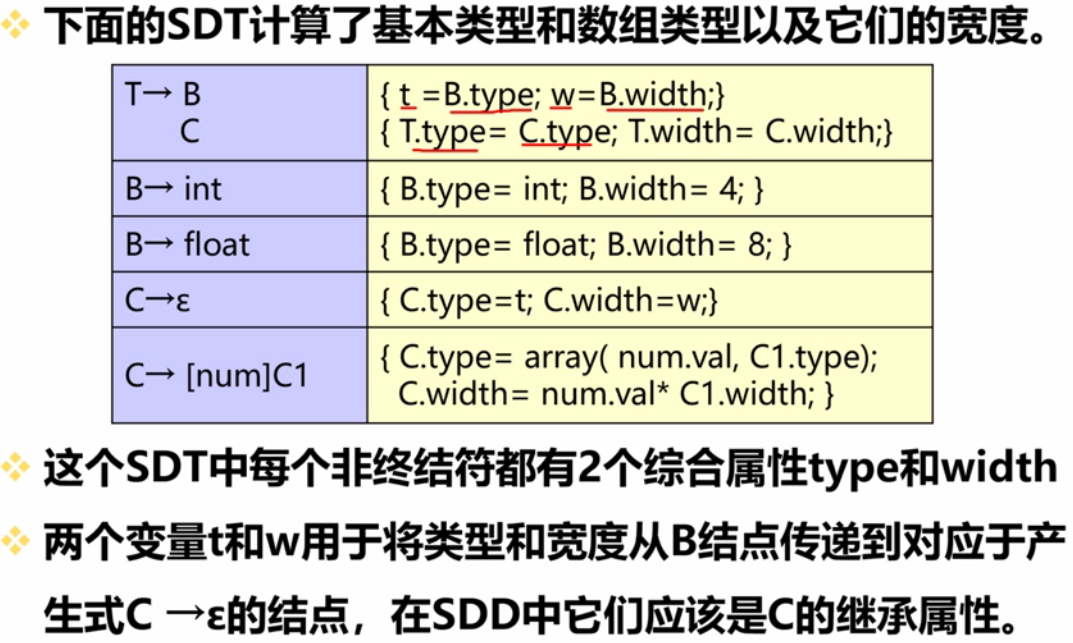 下面的SDT计算了基本类型和数组类型以及它们的宽度。
T→ B { t =B.type; w=B.width;}
C { T.type= C.type; T.width= C.width;}
B→ int { B.type= int; B.width= 4; }
B→ float { B.type= float; B.width= 8; }
C→ε { C.type=t; C.width=w;}
C→ [num]C1 { C.type= array( num.val, C1.type);
C.width= num.val* C1.width; }
这个SDT中每个非终结符都有2个综合属性type和width
两个变量t和w用于将类型和宽度从B结点传递到对应于产
生式C →ε的结点，在SDD中它们应该是C的继承属性。